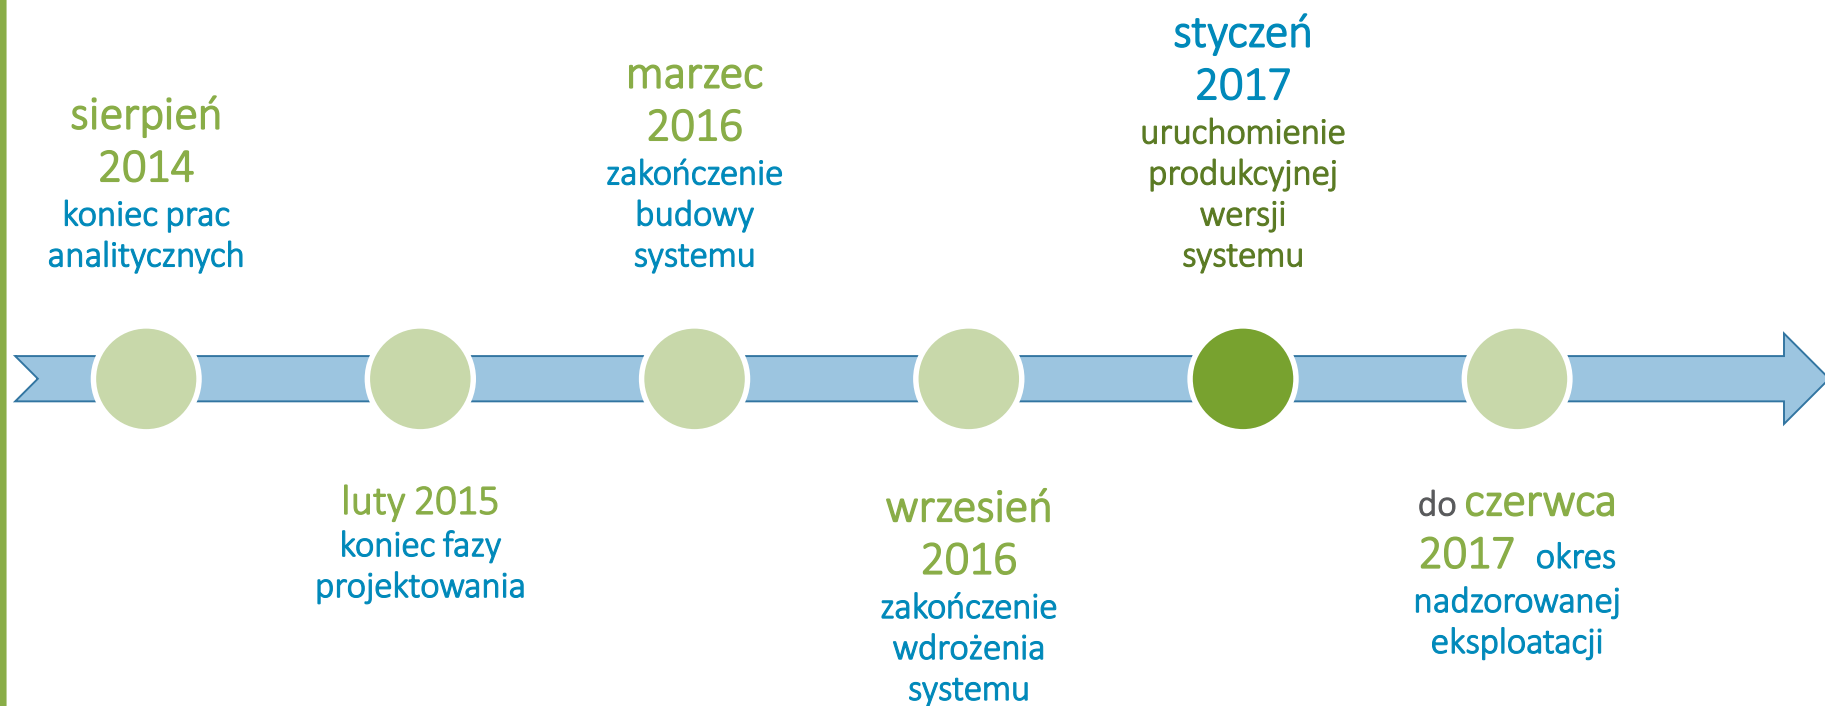 sierpień
2014
koniec prac
analitycznych
luty 2015
koniec fazy
projektowania
marzec
2016
zakończenie
budowy
systemu
wrzesień
2016
zakończenie
wdrożenia
systemu
styczeń
2017
uruchomienie
produkcyjnej
wersji
systemu
do czerwca
2017 okres
nadzorowanej
eksploatacji